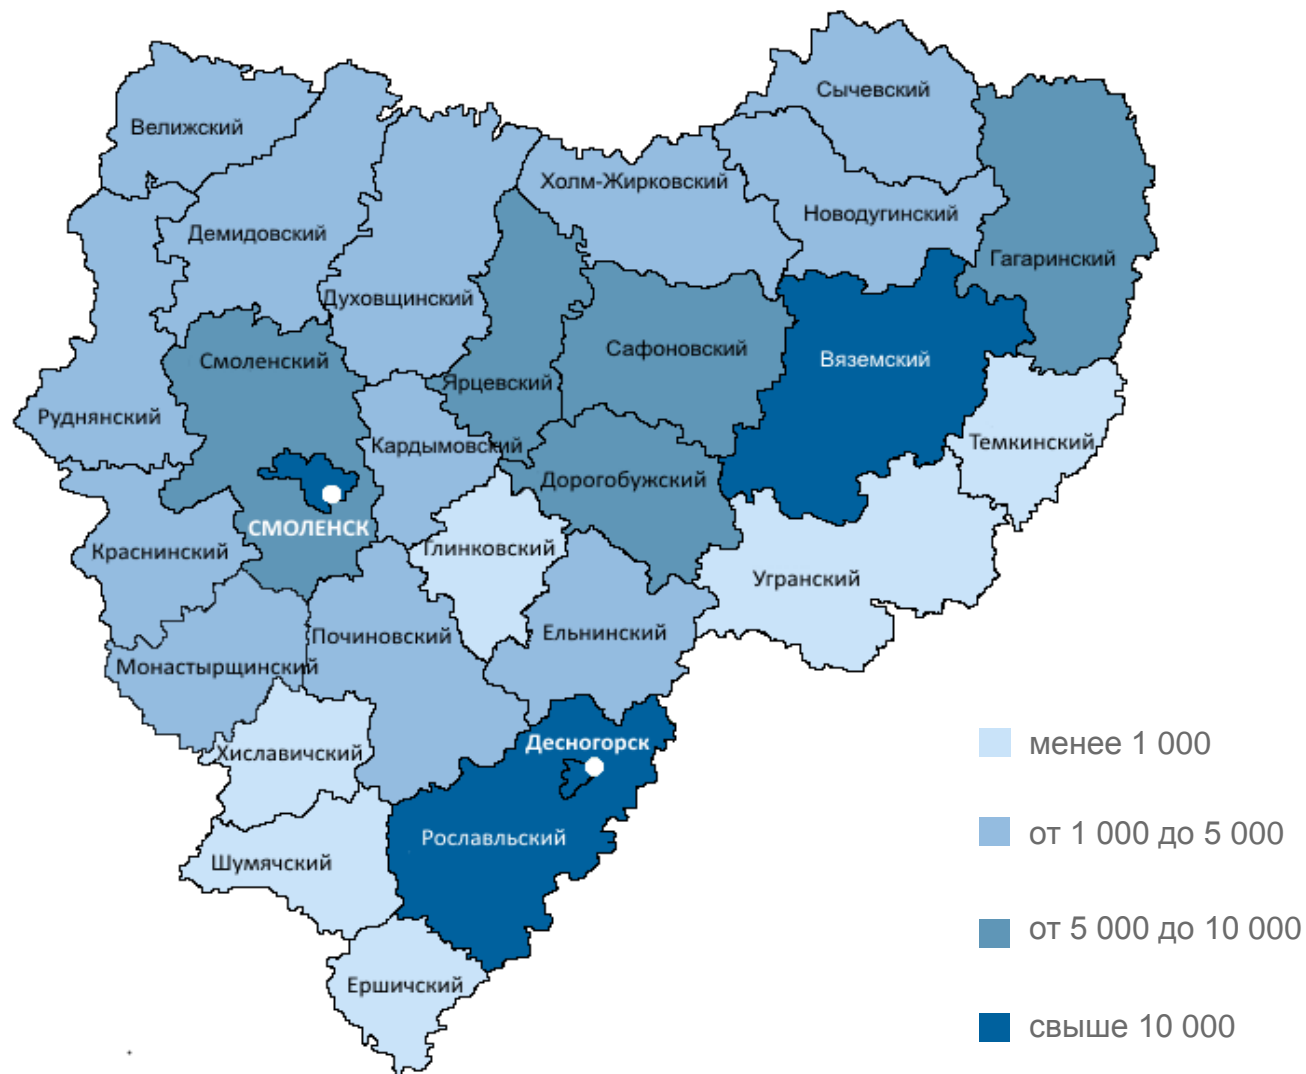 Сычевский
Велижский
Холм-Жирковский
Новодугинский
Демидовский
Гагаринский
Духовщинский
Сафоновский
Смоленский
Вяземский
Ярцевский
Руднянский
Кардымовский
Темкинский
Дорогобужский
СМОЛЕНСК
Краснинский
Глинковский
Угранский
Починовский
Ельнинский
Монастырщинский
Десногорск
Хиславичский
Рославльский
Шумячский
Ершичский
менее 1 000
от 1 000 до 5 000
от 5 000 до 10 000
свыше 10 000